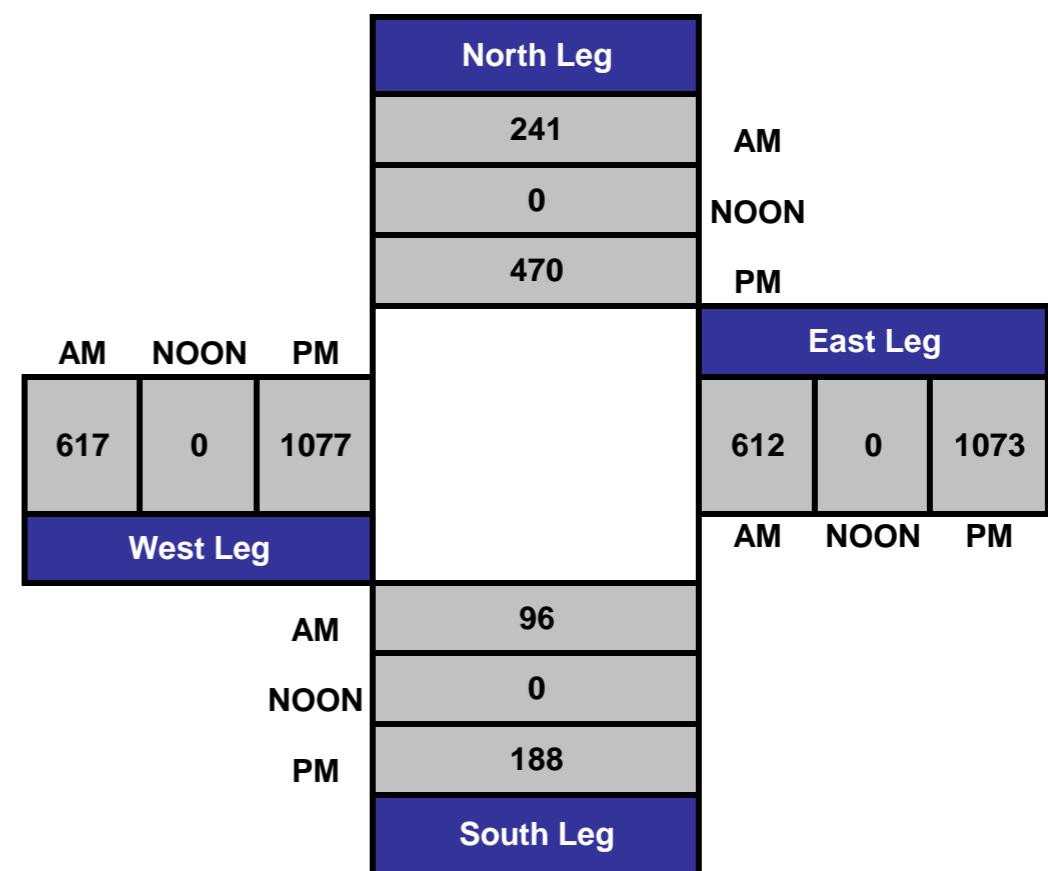 North Leg
241 AM
0 NOON
470 PM
East Leg
AM NOON PM
617 0 1077
612 0 1073
West Leg
AM NOON PM
AM 96
NOON 0
PM 188
South Leg